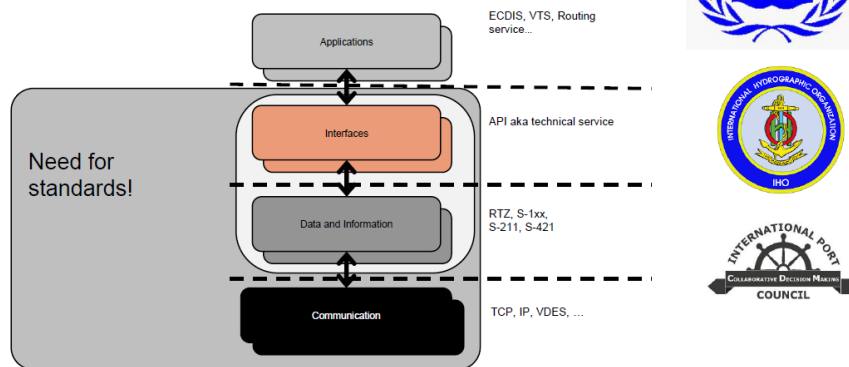 ECDIS, VTS, Routing
service...
Applications
API aka technical service
Interfaces
Need for
standards!
RTZ, S-1xx,
S-211, S-421
Data and Information
TCP, IP, VDES, …
Communication
INTERNATIONAL HYDROGRAPHIC ORGANIZATION
IHO
INTERNATIONAL PORT
COLLABORATIVE DECISION MAKING
COUNCIL